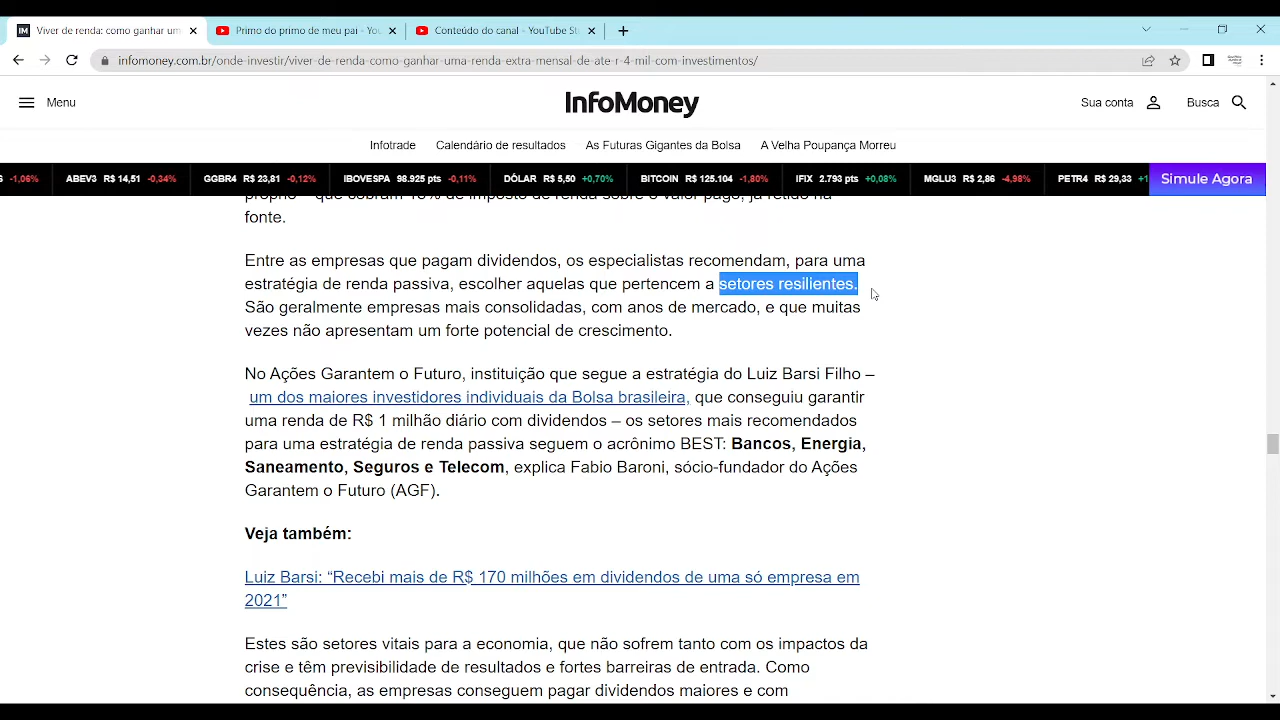 Viver de renda: como ganhar um
Primo do primo de meu pai - You
Conteúdo do canal - YouTube St
infomoney.com.br/onde-investir/viver-de-renda-como-ganhar-uma-renda-extra-mensal-de-ate-r-4-mil-com-investimentos/
Menu
InfoMoney
Sua conta
Busca
Infotrade
Calendário de resultados
As Futuras Gigantes da Bolsa
A Velha Poupança Morreu
-1,06%
ABEV3 R$ 14,51 -0,34%
GGBR4 R$ 23,81 -0,12%
IBOVESPA 98.925 pts -0,11%
DÓLAR R$ 5,50 +0,70%
BITCOIN R$ 125.104 -1,80%
IFIX 2.793 pts +0,08%
MGLU3 R$ 2,86 -4,98%
PETR4 R$ 29,33 +1
Simule Agora
fonte.
Entre as empresas que pagam dividendos, os especialistas recomendam, para uma
estratégia de renda passiva, escolher aquelas que pertencem a setores resilientes.
São geralmente empresas mais consolidadas, com anos de mercado, e que muitas
vezes não apresentam um forte potencial de crescimento.
No Ações Garantem o Futuro, instituição que segue a estratégia do Luiz Barsi Filho –
um dos maiores investidores individuais da Bolsa brasileira, que conseguiu garantir
uma renda de R$ 1 milhão diário com dividendos – os setores mais recomendados
para uma estratégia de renda passiva seguem o acrônimo BEST: Bancos, Energia,
Saneamento, Seguros e Telecom, explica Fabio Baroni, sócio-fundador do Ações
Garantem o Futuro (AGF).
Veja também:
Luiz Barsi: “Recebi mais de R$ 170 milhões em dividendos de uma só empresa em
2021”
Estes são setores vitais para a economia, que não sofrem tanto com os impactos da
crise e têm previsibilidade de resultados e fortes barreiras de entrada. Como
consequência, as empresas conseguem pagar dividendos maiores e com